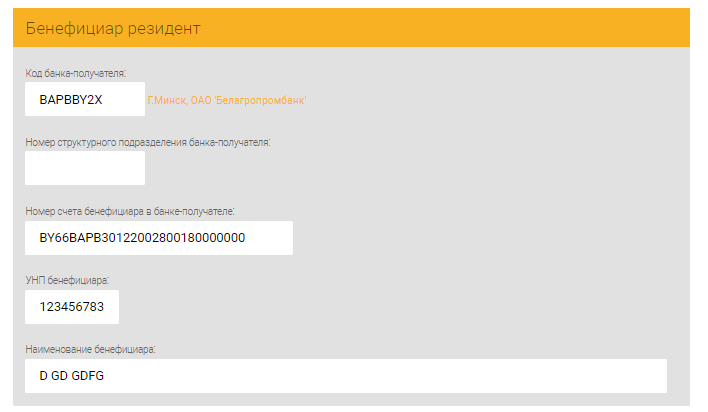 Бенефициар резидент
Код банка-получателя:
BAPBBY2X Г.Минск, ОАО 'Белагропромбанк'
Номер структурного подразделения банка-получателя:
Номер счета бенефициара в банке-получателе:
BY66BAPB30122002800180000000
УНП бенефициара:
123456783
Наименование бенефициара:
D GD GDFG